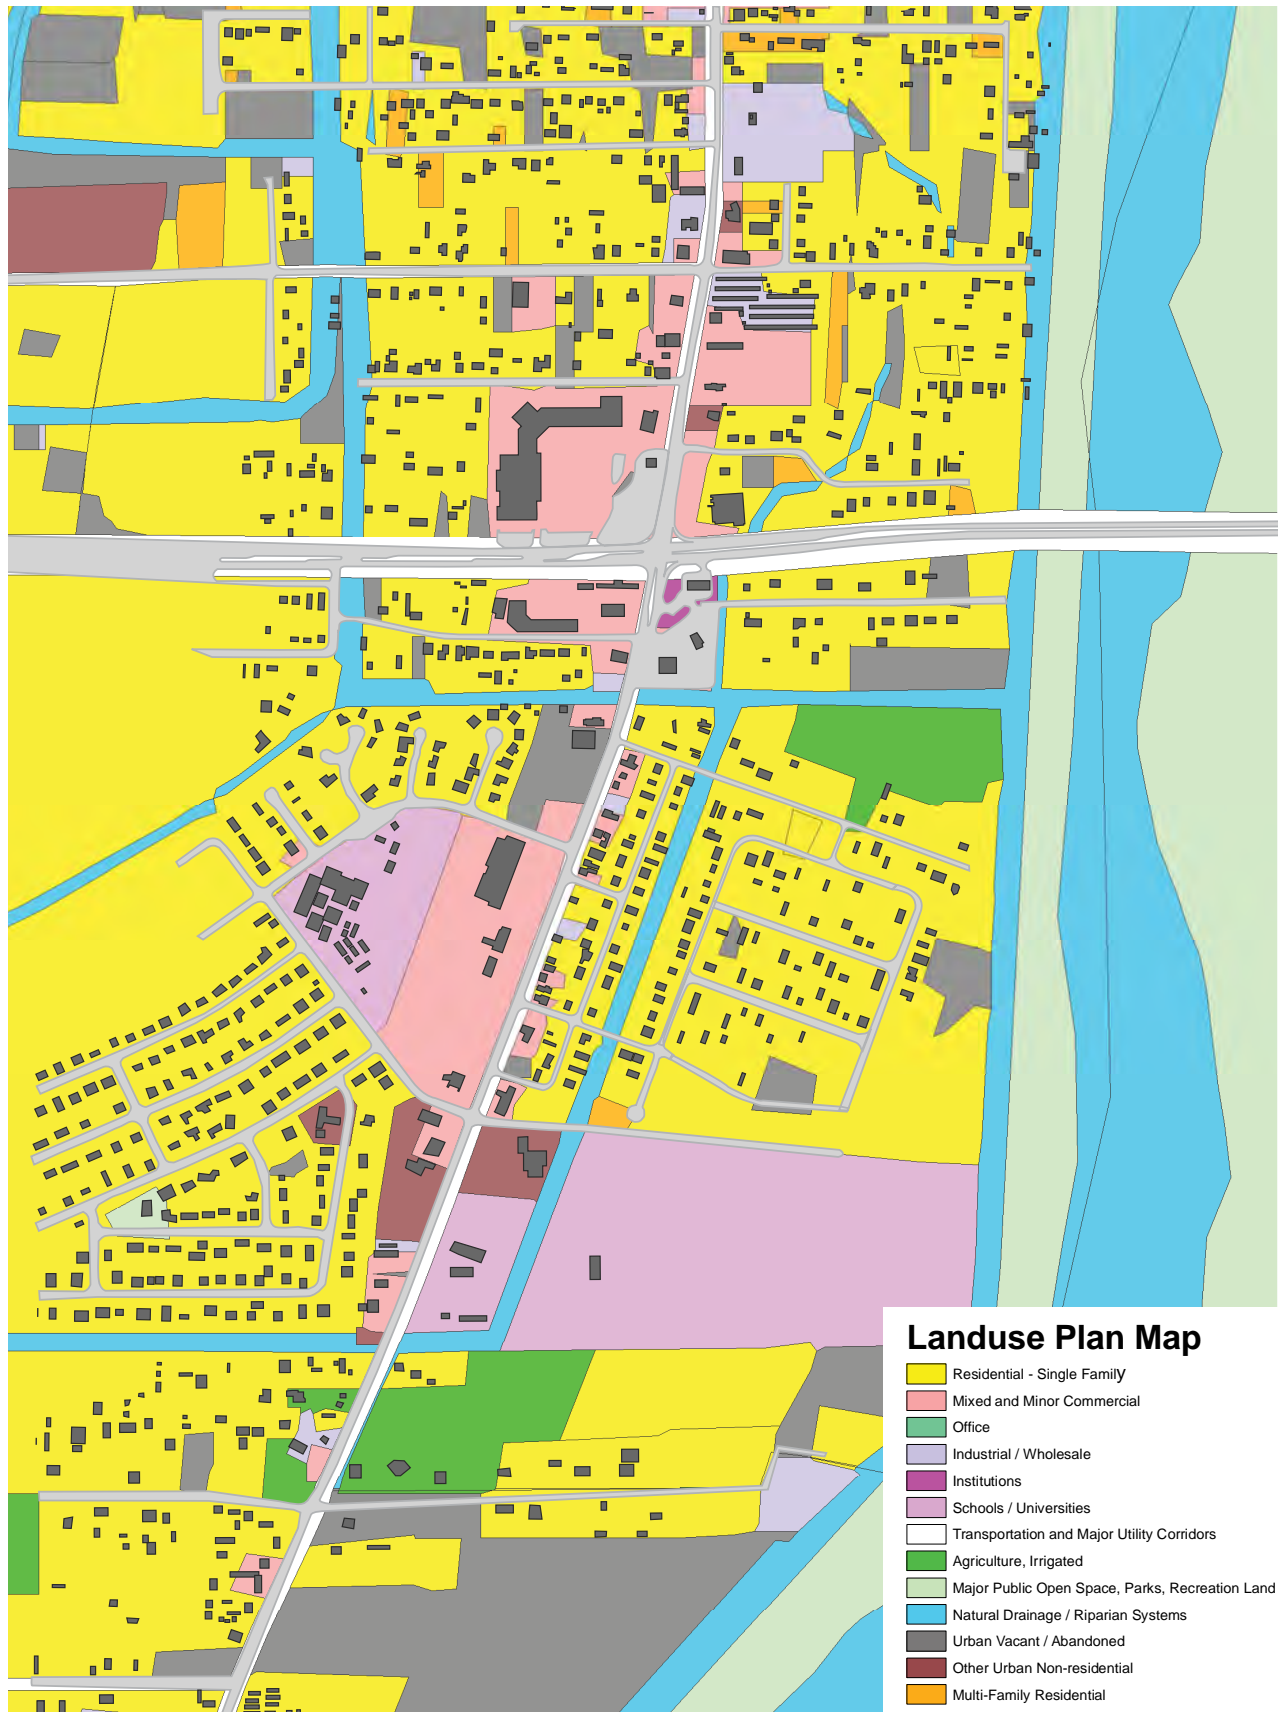 Landuse Plan Map
Residential - Single Family
Mixed and Minor Commercial
Office
Industrial / Wholesale
Institutions
Schools / Universities
Transportation and Major Utility Corridors
Agriculture, Irrigated
Major Public Open Space, Parks, Recreation Land
Natural Drainage / Riparian Systems
Urban Vacant / Abandoned
Other Urban Non-residential
Multi-Family Residential